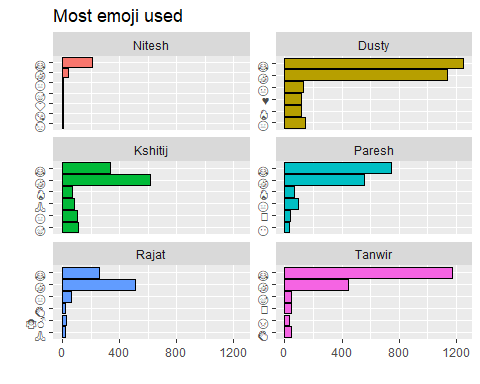 Most emoji used
Nitesh
Dusty
Kshitij
Paresh
Rajat
Tanwir
0 400 800 1200
0 400 800 1200